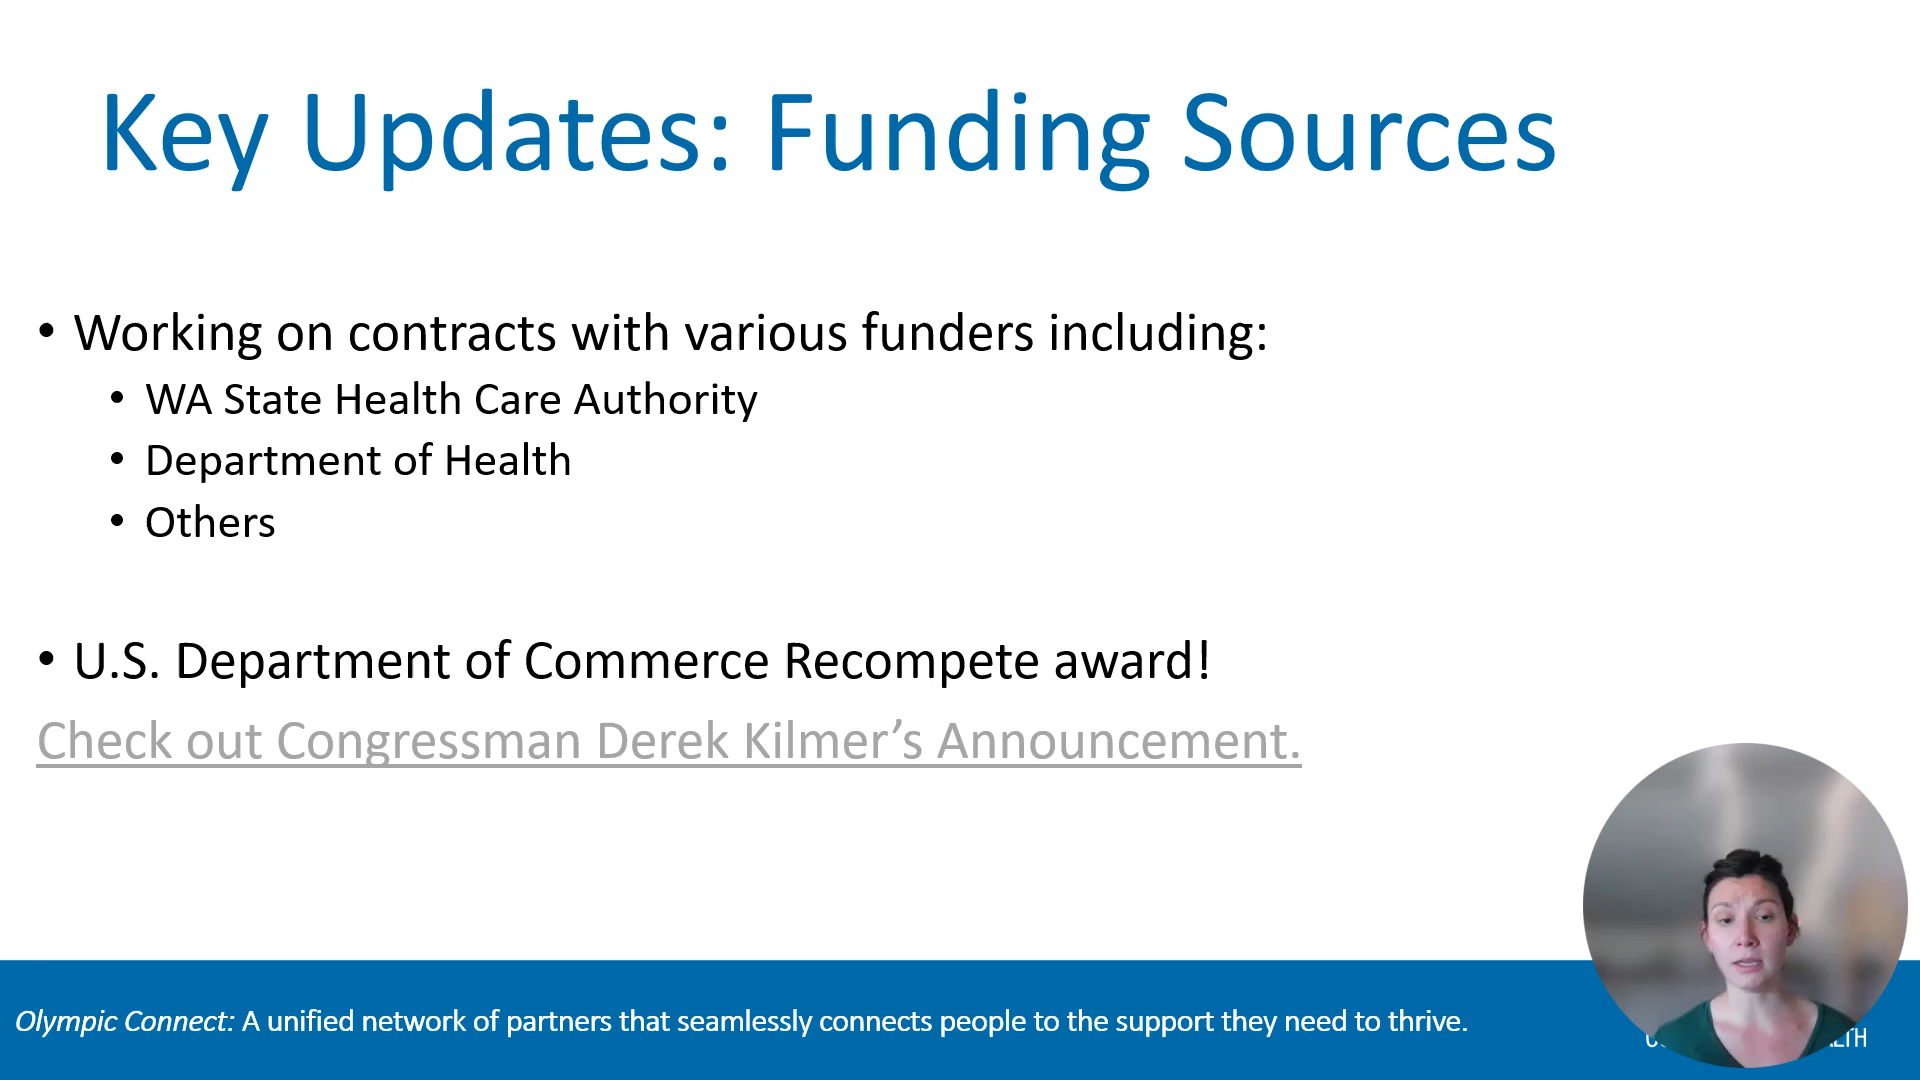 Key Updates: Funding Sources
• Working on contracts with various funders including:
• WA State Health Care Authority
• Department of Health
• Others
• U.S. Department of Commerce Recompete award!
Check out Congressman Derek Kilmer’s Announcement.
Olympic Connect: A unified network of partners that seamlessly connects people to the support they need to thrive.